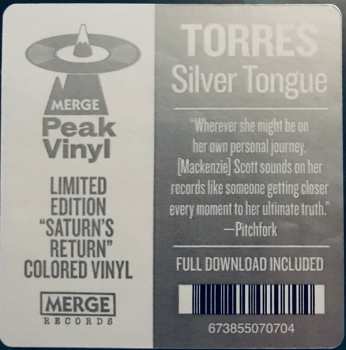 MERGE
Peak
Vinyl
LIMITED
EDITION
"SATURN'S
RETURN"
COLORED VINYL
MERGE
RECORDS
TORRES
Silver Tongue
"Wherever she might be on
her own personal journey,
[Mackenzie] Scott sounds on her
records like someone getting closer
every moment to her ultimate truth."
—Pitchfork
FULL DOWNLOAD INCLUDED
673855070704